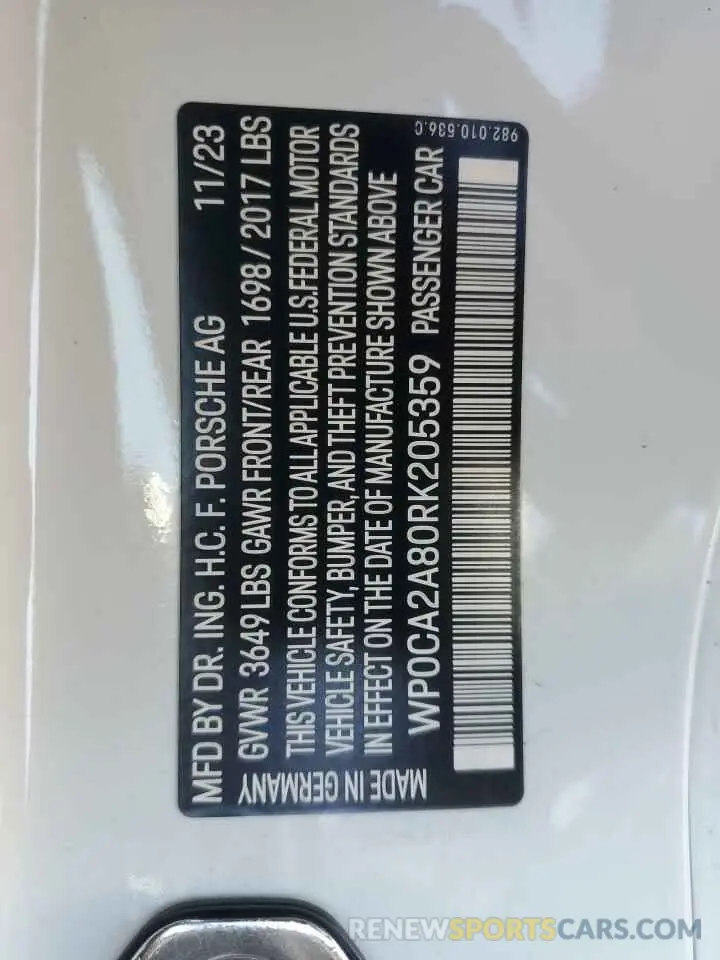 MFD BY DR. ING. H.C. F. PORSCHE AG 11/23
GVWR 3649 LBS GAWR FRONT/REAR 1698 / 2017 LBS
THIS VEHICLE CONFORMS TO ALL APPLICABLE U.S. FEDERAL MOTOR
VEHICLE SAFETY, BUMPER, AND THEFT PREVENTION STANDARDS
IN EFFECT ON THE DATE OF MANUFACTURE SHOWN ABOVE
WP0CA2A80RK205359 PASSENGER CAR
MADE IN GERMANY
982.010.536.C
RENEWSPORTSCARS.COM